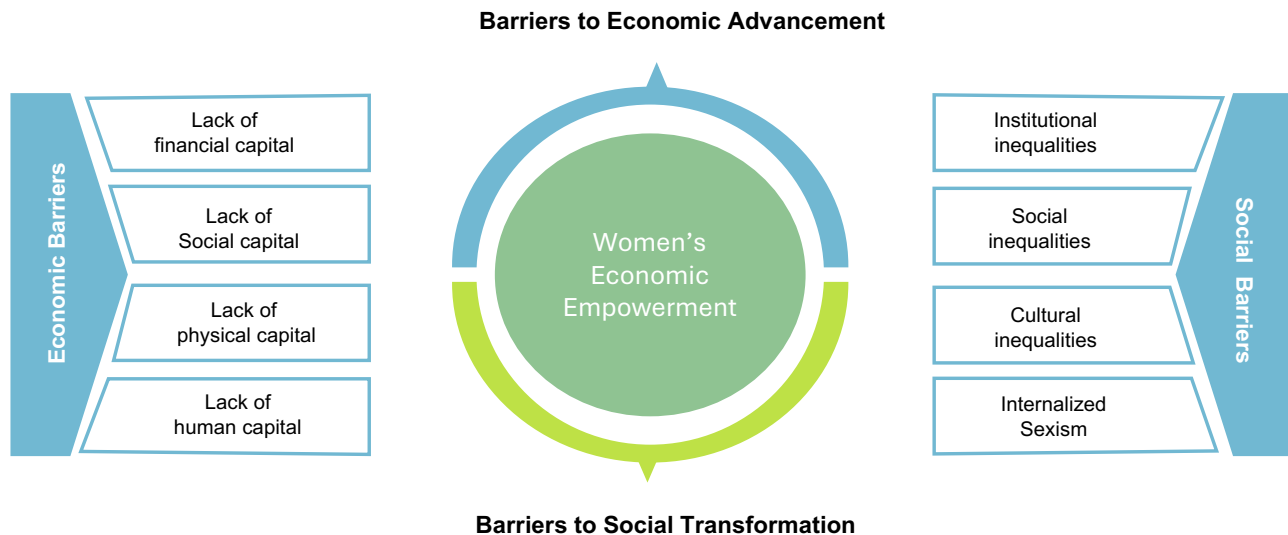 Barriers to Economic Advancement
Economic Barriers
Lack of
financial capital
Lack of
Social capital
Lack of
physical capital
Lack of
human capital
Women's
Economic
Empowerment
Institutional
inequalities
Social
inequalities
Cultural
inequalities
Internalized
Sexism
Social Barriers
Barriers to Social Transformation